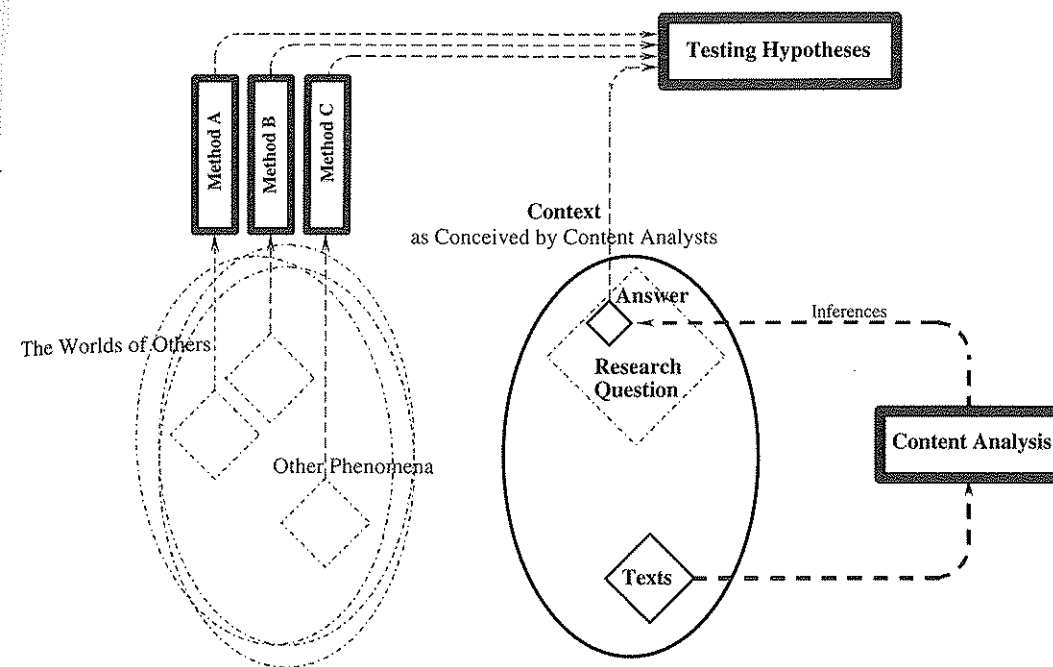 Testing Hypotheses
Method A
Method B
Method C
Context
as Conceived by Content Analysts
Answer
Inferences
The Worlds of Others
Research
Question
Content Analysis
Other Phenomena
Texts